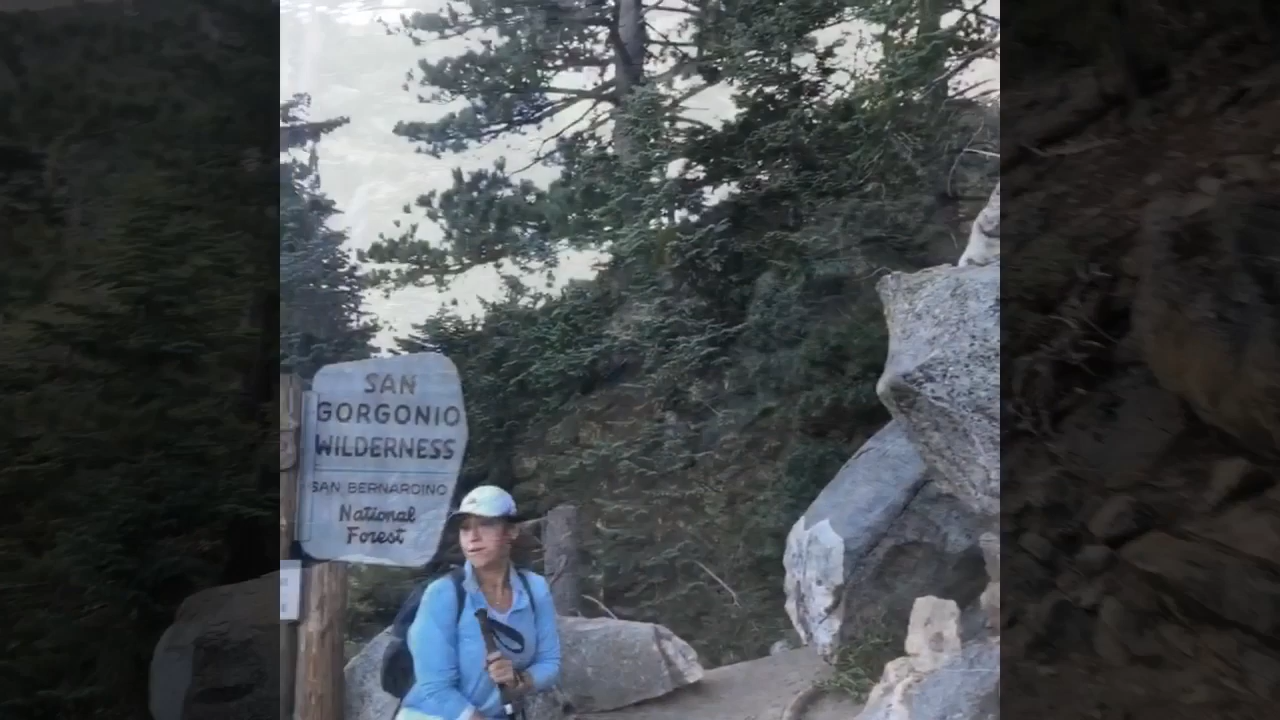 SAN
GORGONIO
WILDERNESS
SAN BERNARDINO
National
Forest